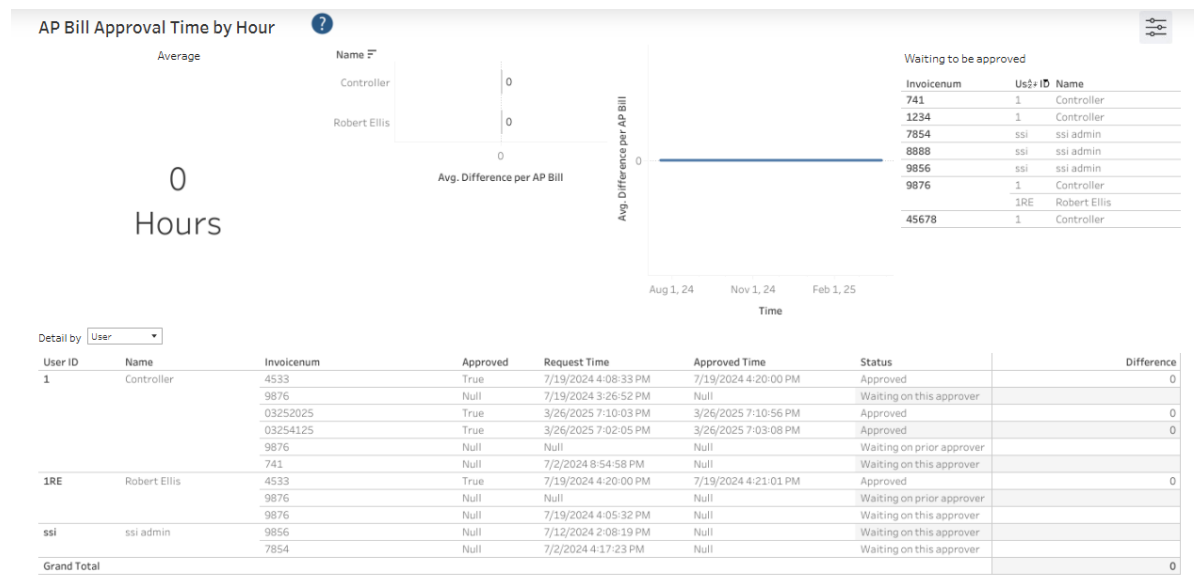 AP Bill Approval Time by Hour ?
Average
0
Hours
Name
Controller 0
Robert Ellis 0
0
Avg. Difference per AP Bill
Avg. Difference per AP Bill
0
Aug 1, 24 Nov 1, 24 Feb 1, 25
Time
Waiting to be approved
Invoicenum ID Name
741 1 Controller
1234 1 Controller
7854 ssi ssi admin
8888 ssi ssi admin
9856 ssi ssi admin
9876 1 Controller
1RE Robert Ellis
45678 1 Controller
Detail by User
User ID Name Invoicenum Approved Request Time Approved Time Status Difference
1 Controller 4533 True 7/19/2024 4:08:33 PM 7/19/2024 4:20:00 PM Approved 0
9876 Null 7/19/2024 3:26:52 PM Null Waiting on this approver
03252025 True 3/26/2025 7:10:03 PM 3/26/2025 7:10:56 PM Approved 0
03254125 True 3/26/2025 7:02:05 PM 3/26/2025 7:03:08 PM Approved 0
9876 Null Null Null Waiting on prior approver
741 Null 7/2/2024 8:54:58 PM Null Waiting on this approver
1RE Robert Ellis 4533 True 7/19/2024 4:20:00 PM 7/19/2024 4:21:01 PM Approved 0
9876 Null Null Null Waiting on prior approver
9876 Null 7/19/2024 4:05:32 PM Null Waiting on this approver
ssi ssi admin 9856 Null 7/12/2024 2:08:19 PM Null Waiting on this approver
7854 Null 7/2/2024 4:17:23 PM Null Waiting on this approver
Grand Total 0